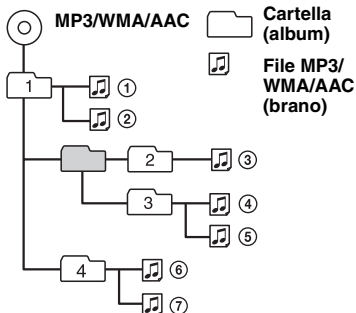 MP3/WMA/AAC
Cartella
(album)
File MP3/
WMA/AAC
(brano)
1
①
②
2
③
3
④
⑤
4
⑥
⑦